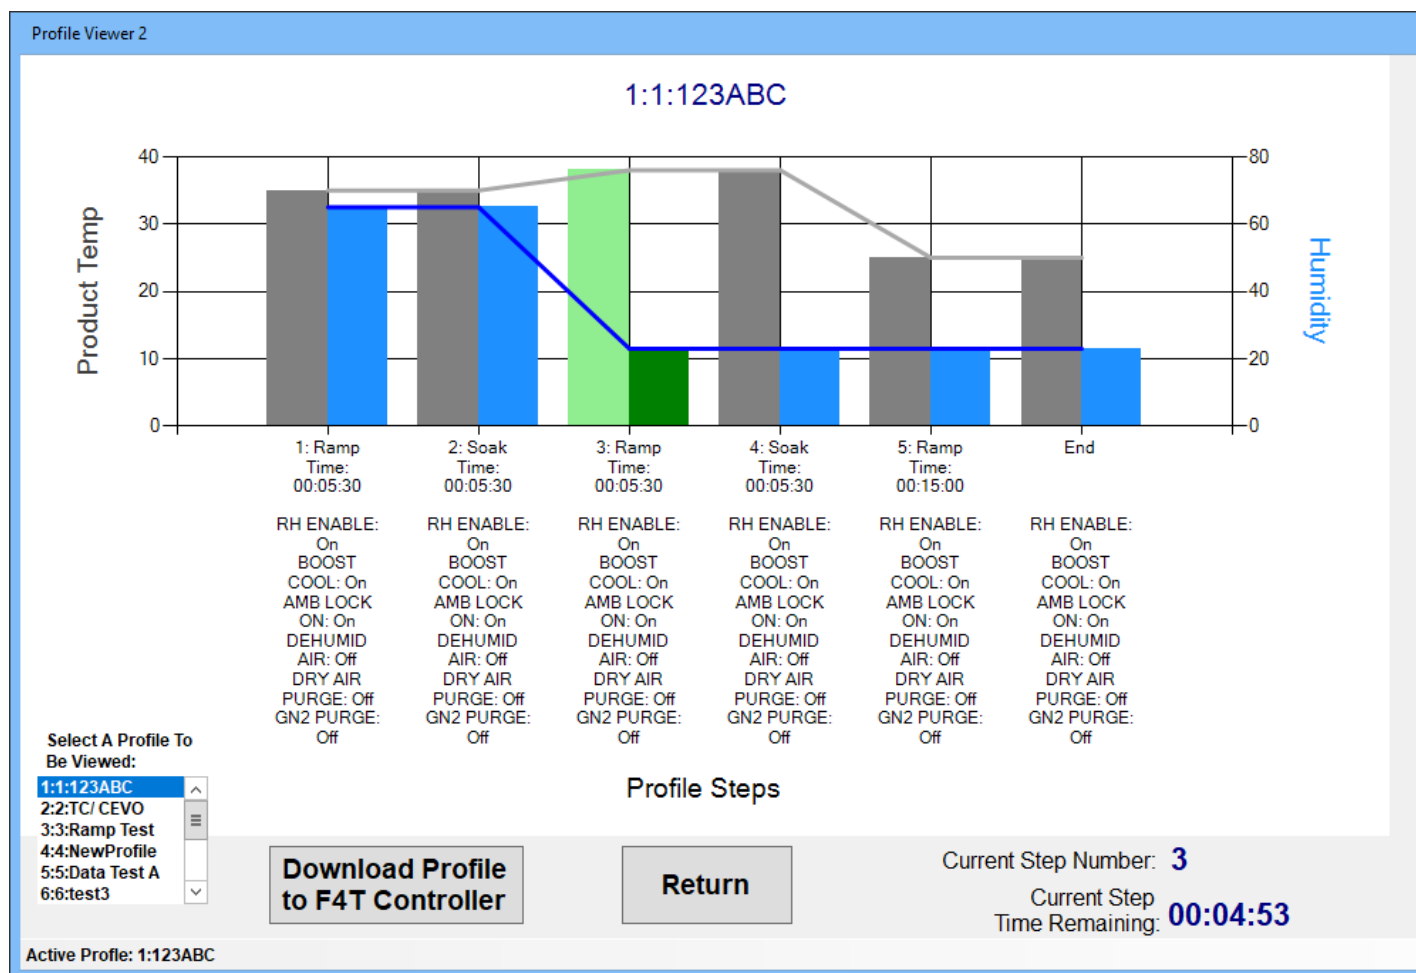 Profile Viewer 2
1:1:123ABC
40
30
20
10
0
Product Temp
80
60
40
20
0
Humidity
1: Ramp
Time:
00:05:30
2: Soak
Time:
00:05:30
3: Ramp
Time:
00:05:30
4: Soak
Time:
00:05:30
5: Ramp
Time:
00:15:00
End
RH ENABLE:
On
BOOST
COOL: On
AMB LOCK
ON: On
DEHUMID
AIR: Off
DRY AIR
PURGE: Off
GN2 PURGE:
Off
RH ENABLE:
On
BOOST
COOL: On
AMB LOCK
ON: On
DEHUMID
AIR: Off
DRY AIR
PURGE: Off
GN2 PURGE:
Off
RH ENABLE:
On
BOOST
COOL: On
AMB LOCK
ON: On
DEHUMID
AIR: Off
DRY AIR
PURGE: Off
GN2 PURGE:
Off
RH ENABLE:
On
BOOST
COOL: On
AMB LOCK
ON: On
DEHUMID
AIR: Off
DRY AIR
PURGE: Off
GN2 PURGE:
Off
RH ENABLE:
On
BOOST
COOL: On
AMB LOCK
ON: On
DEHUMID
AIR: Off
DRY AIR
PURGE: Off
GN2 PURGE:
Off
RH ENABLE:
On
BOOST
COOL: On
AMB LOCK
ON: On
DEHUMID
AIR: Off
DRY AIR
PURGE: Off
GN2 PURGE:
Off
Profile Steps
Select A Profile To
Be Viewed:
1:1:123ABC
2:2:TC/ CEVO
3:3:Ramp Test
4:4:NewProfile
5:5:Data Test A
6:6:test3
Download Profile
to F4T Controller
Return
Current Step Number: 3
Current Step
Time Remaining: 00:04:53
Active Profle: 1:123ABC